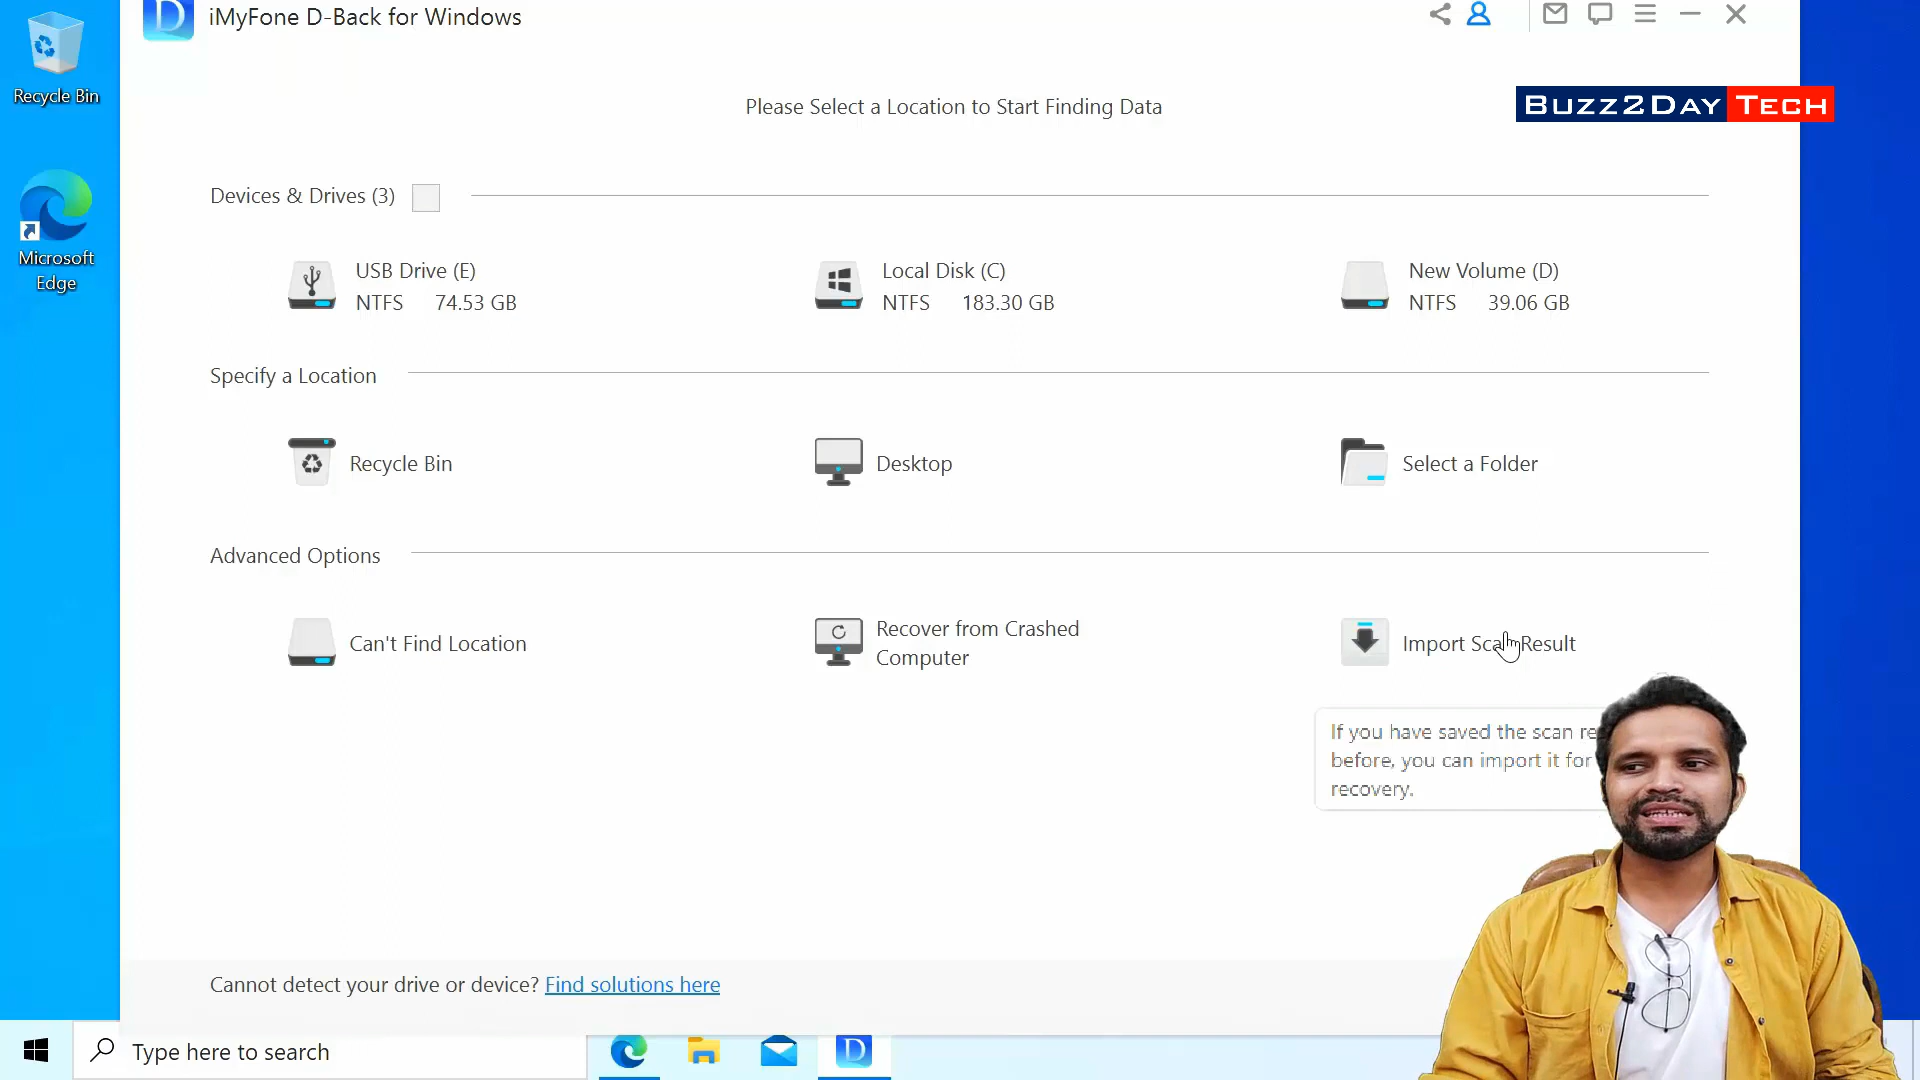 iMyFone D-Back for Windows
Recycle Bin
Please Select a Location to Start Finding Data
BUZZ2DAY TECH
Devices & Drives (3)
Microsoft
Edge
USB Drive (E)
NTFS 74.53 GB
Local Disk (C)
NTFS 183.30 GB
New Volume (D)
NTFS 39.06 GB
Specify a Location
Recycle Bin
Desktop
Select a Folder
Advanced Options
Can't Find Location
Recover from Crashed
Computer
Import Scan Result
If you have saved the scan
before, you can import it for
recovery.
Cannot detect your drive or device? Find solutions here
Type here to search